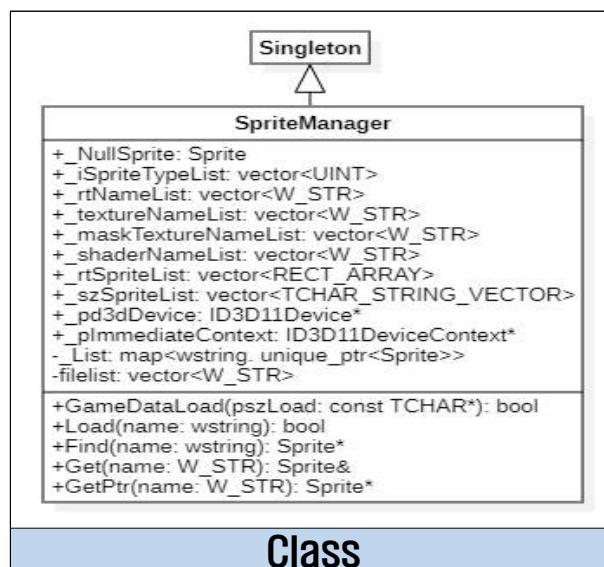 Singleton
SpriteManager
+_NullSprite: Sprite
+_iSpriteTypeList: vector<UINT>
+_rtNameList: vector<W_STR>
+_textureNameList: vector<W_STR>
+_maskTextureNameList: vector<W_STR>
+_shaderNameList: vector<W_STR>
+_rtSpriteList: vector<RECT_ARRAY>
+_szSpriteList: vector<TCHAR_STRING_VECTOR>
+_pd3dDevice: ID3D11Device*
+_pImmediateContext: ID3D11DeviceContext*
-_List: map<wstring. unique_ptr<Sprite>>
-filelist: vector<W_STR>
+GameDataLoad(pszLoad: const TCHAR*): bool
+Load(name: wstring): bool
+Find(name: wstring): Sprite*
+Get(name: W_STR): Sprite&
+GetPtr(name: W_STR): Sprite*
Class